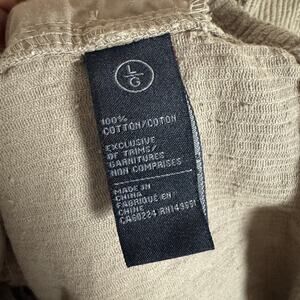 L
G
100%
COTTON/COTON
EXCLUSIVE
OF TRIMS/
GARNITURES
NON COMPRISES
MADE IN
CHINA
FABRIQUÉ EN
CHINE